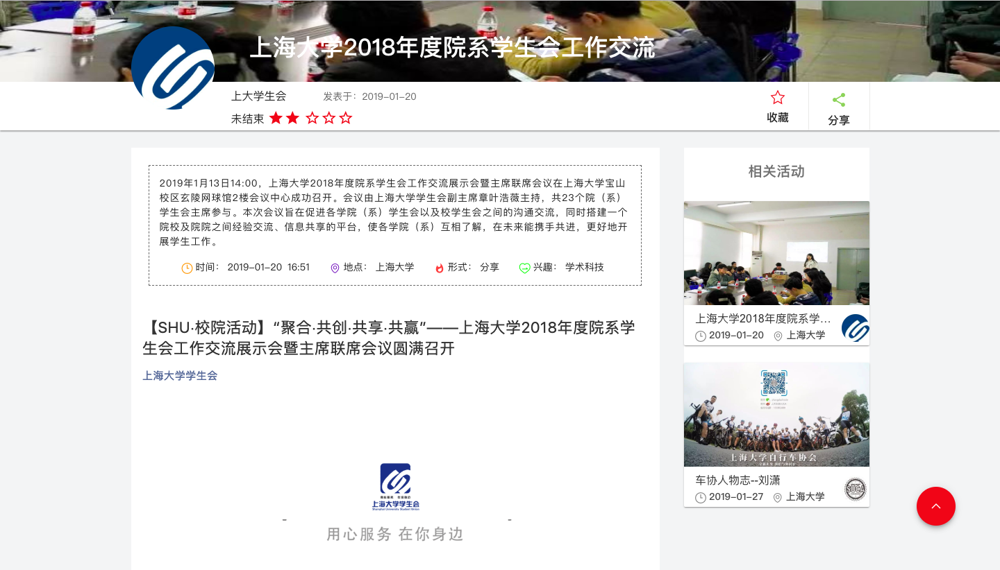 上海大学2018年度院系学生会工作交流
上大学生会 发表于：2019-01-20
未结束
收藏
分享
2019年1月13日14:00，上海大学2018年度院系学生会工作交流展示会暨主席联席会议在上海大学宝山
校区玄陵网球馆2楼会议中心成功召开。会议由上海大学学生会副主席章叶浩薇主持，共23个院（系）
学生会主席参与。本次会议旨在促进各学院（系）学生会以及校学生会之间的沟通交流，同时搭建一个
院校及院院之间经验交流、信息共享的平台，使各学院（系）互相了解，在未来能携手共进，更好地开
展学生工作。
时间： 2019-01-20 16:51 地点： 上海大学 形式： 分享 兴趣： 学术科技
【SHU·校院活动】“聚合·共创·共享·共赢”——上海大学2018年度院系学
生会工作交流展示会暨主席联席会议圆满召开
上海大学学生会
上海大学学生会
Shanghai University Student Union
用心服务 在你身边
相关活动
上海大学2018年度院系学...
2019-01-20 上海大学
上海大学自行车协会
车协人物志--刘潇
SUCA
2019-01-27 上海大学